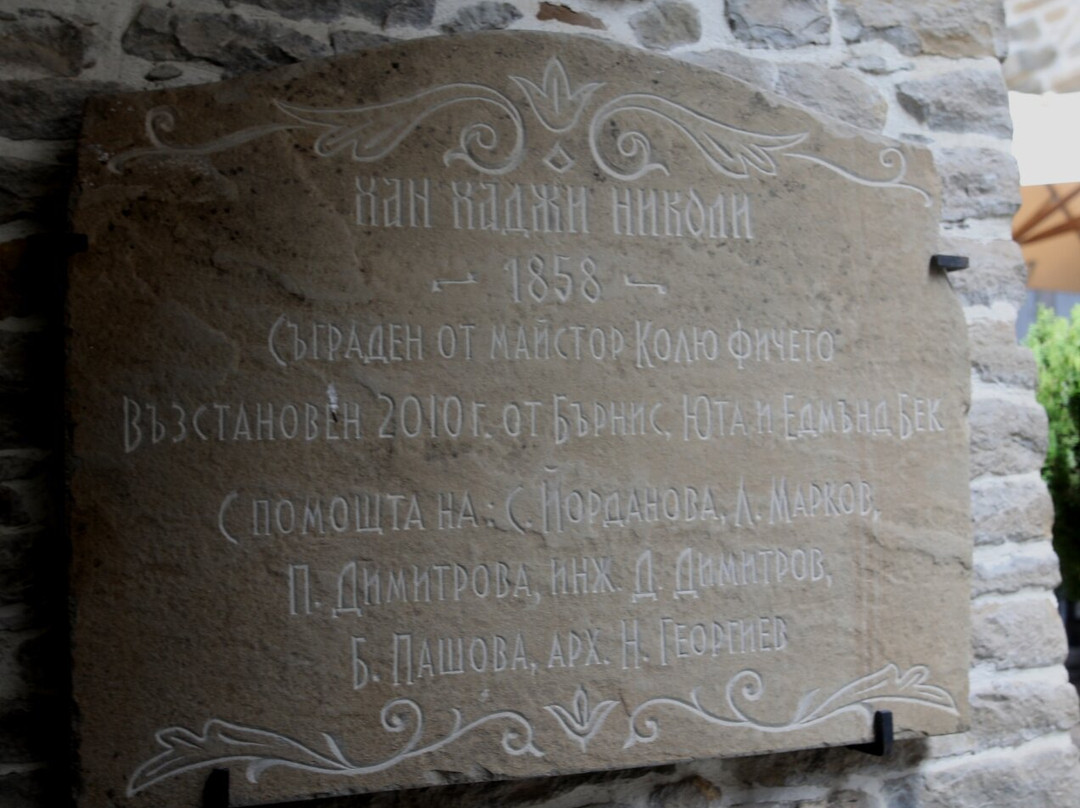 ХАН ХАДЖИ НИКОЛИ
1858
СЪГРАДЕН ОТ МАЙСТОР КОЛЮ ФИЧЕТО
ВЪЗСТАНОВЕН 2010 Г. ОТ БЪРНИС, ЮТА И ЕДМЪНД БЕК
С ПОМОЩТА НА: С. ЙОРДАНОВА, Л. МАРКОВ,
П. ДИМИТРОВА, ИНЖ. Д. ДИМИТРОВ,
Б. ПАШОВА, АРХ. Н. ГЕОРГИЕВ